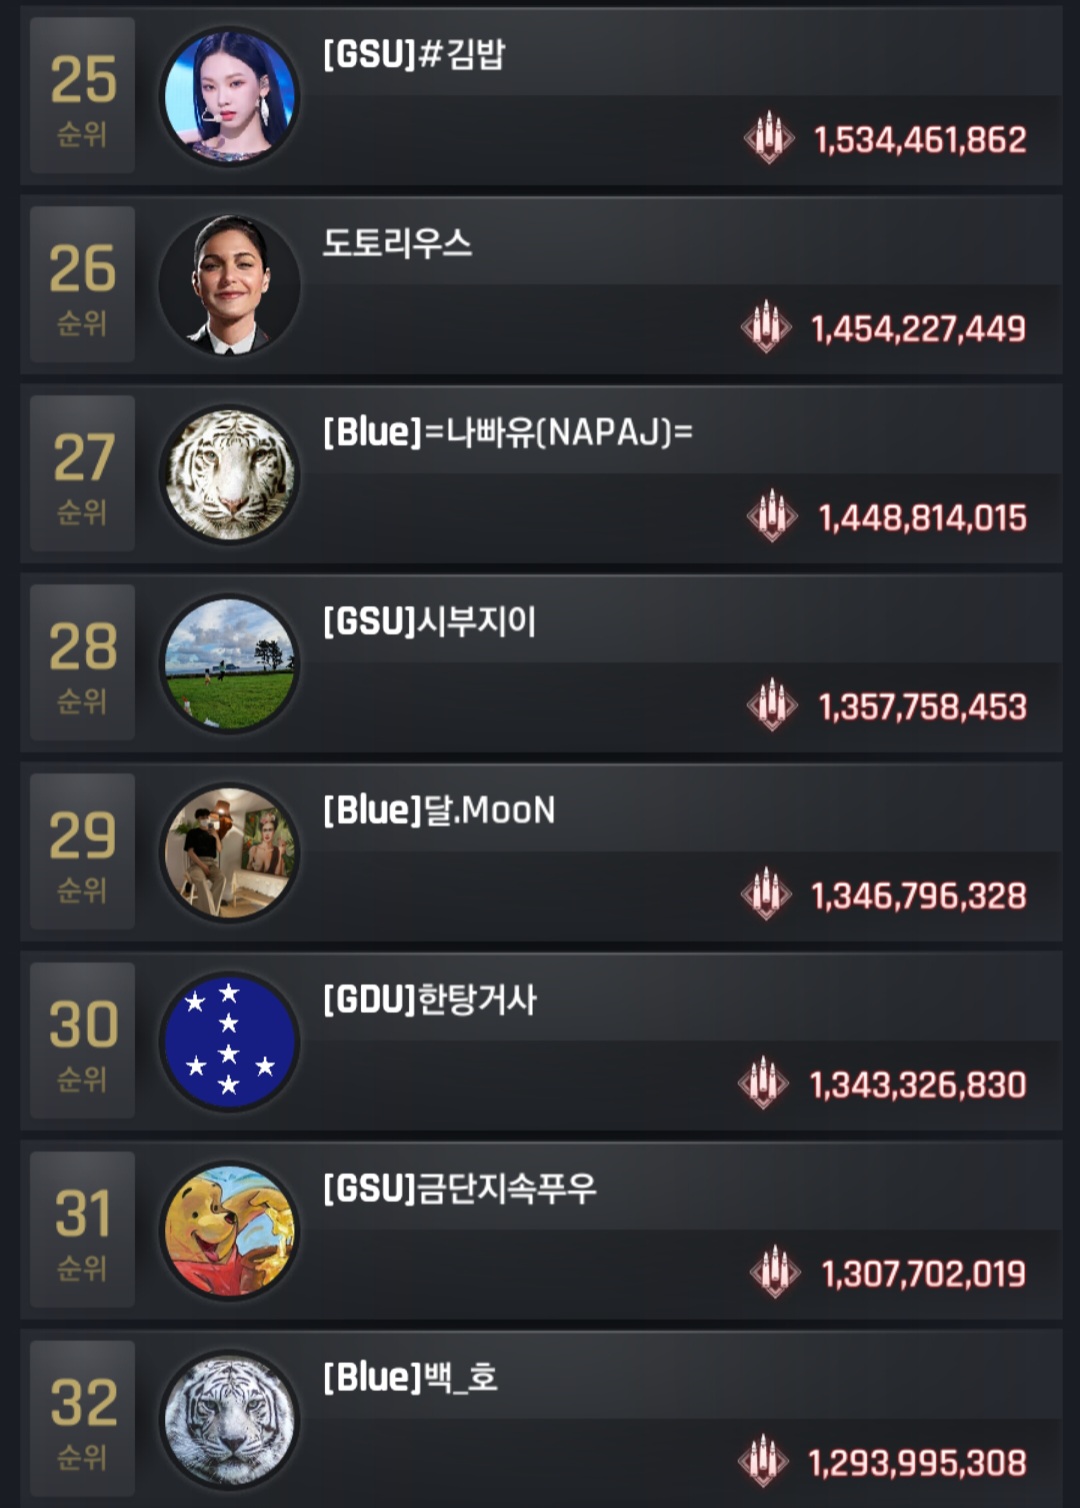 25
순위
[GSU]#김밥
1,534,461,862
26
순위
도토리우스
1,454,227,449
27
순위
[Blue]=나빠유(NAPAJ)=
1,448,814,015
28
순위
[GSU]시부지이
1,357,758,453
29
순위
[Blue]달.MooN
1,346,796,328
30
순위
[GDU]한탕거사
1,343,326,830
31
순위
[GSU]금단지속푸우
1,307,702,019
32
순위
[Blue]백_호
1,293,995,308